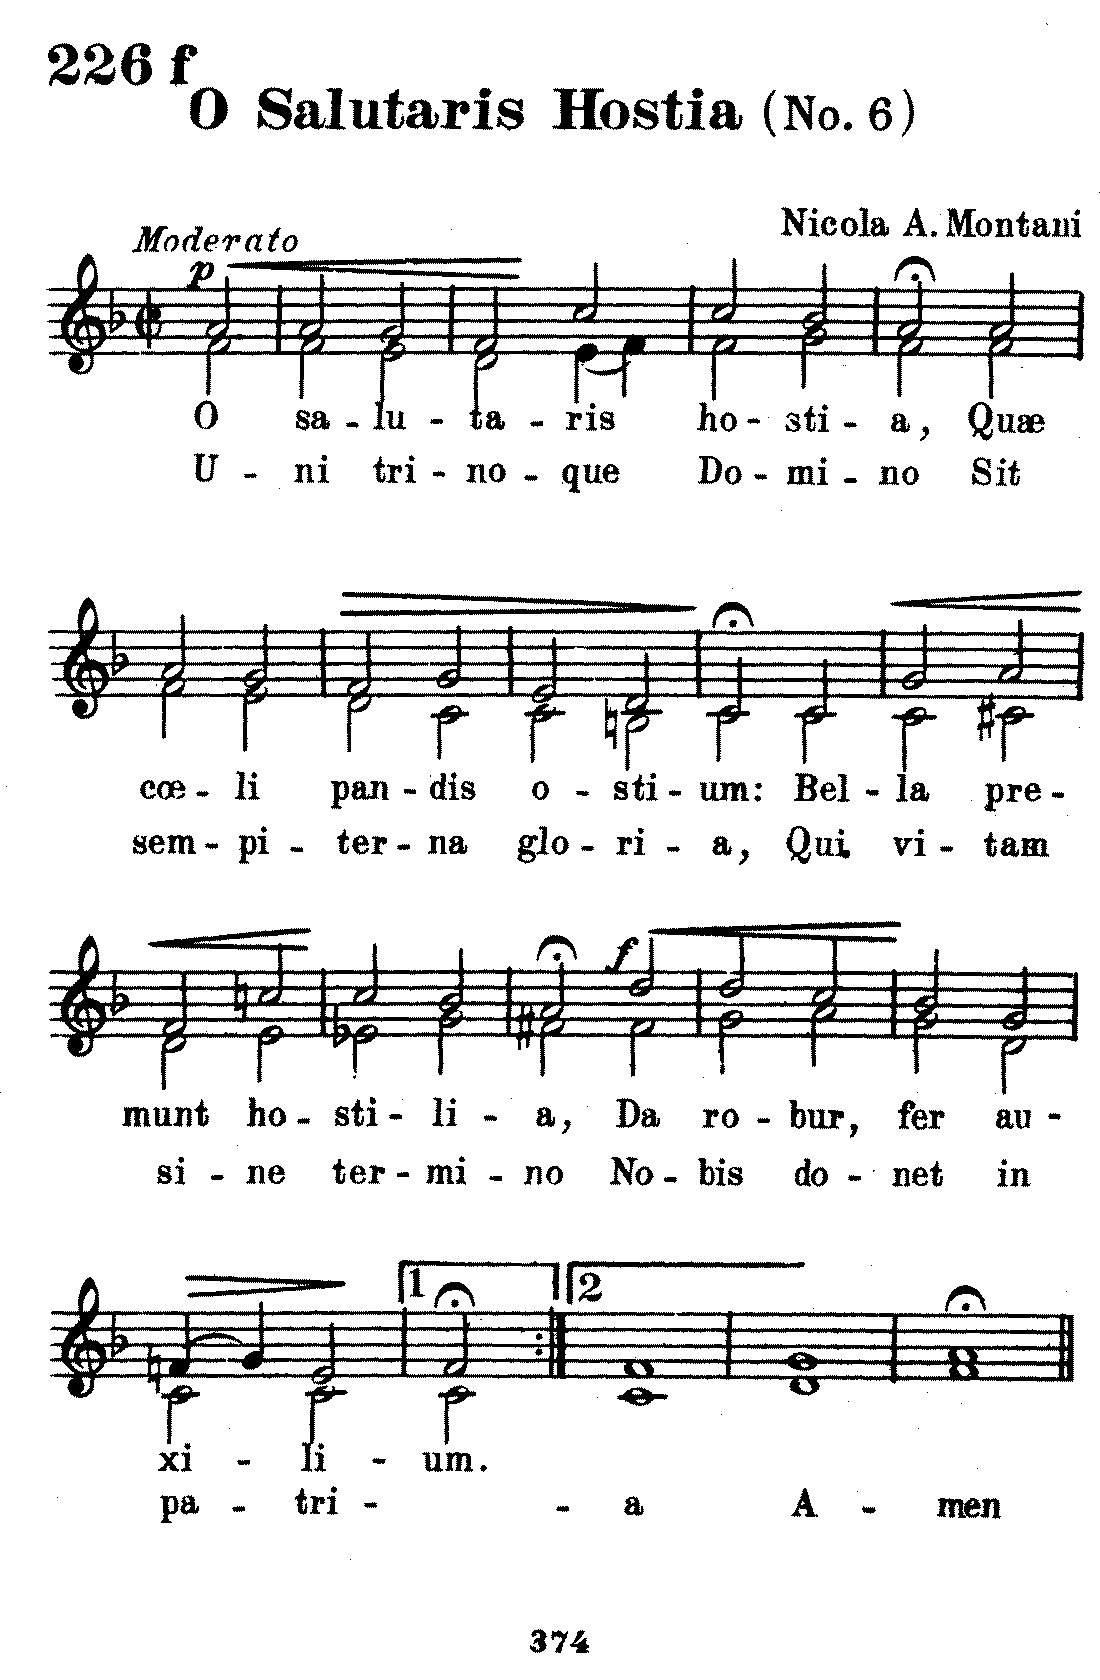 226 f
O Salutaris Hostia (No. 6)
Nicola A. Montani
Moderato
p
O sa - lu - ta - ris ho - sti - a, Quæ
U - ni tri - no - que Do - mi - no Sit
cœ - li pan - dis o - sti - um: Bel - la pre -
sem - pi - ter - na glo - ri - a, Qui vi - tam
f
munt ho - sti - li - a, Da ro - bur, fer au -
si - ne ter - mi - no No - bis do - net in
1 2
xi - li - um.
pa - tri - - a A - men
374